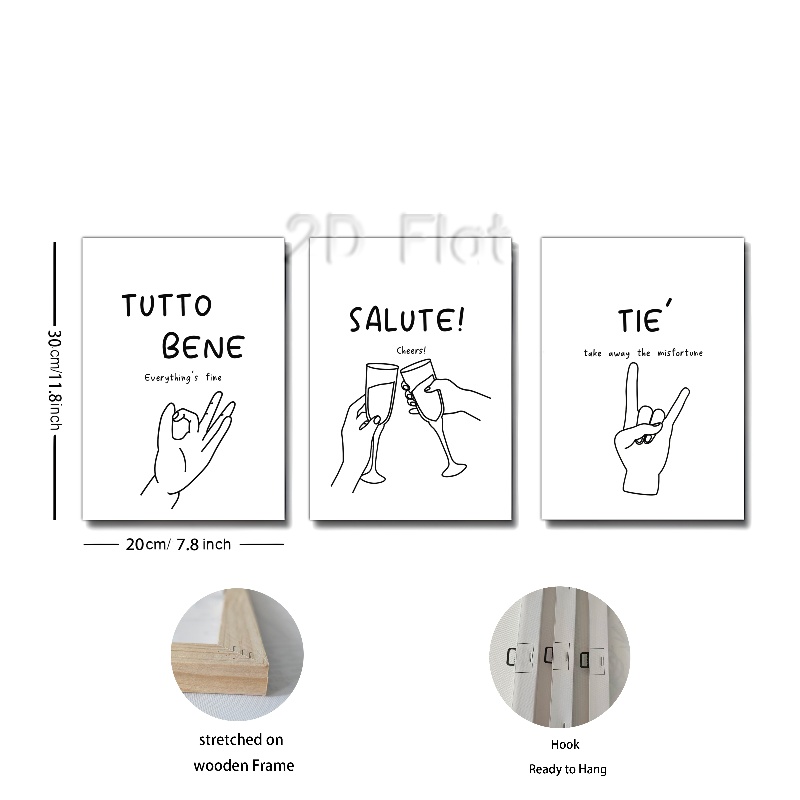 2D Flat
TUTTO
BENE
Everything's fine
SALUTE!
Cheers!
TIE'
take away the misfortune
30cm/11.8inch
20cm/ 7.8 inch
stretched on
wooden Frame
Hook
Ready to Hang